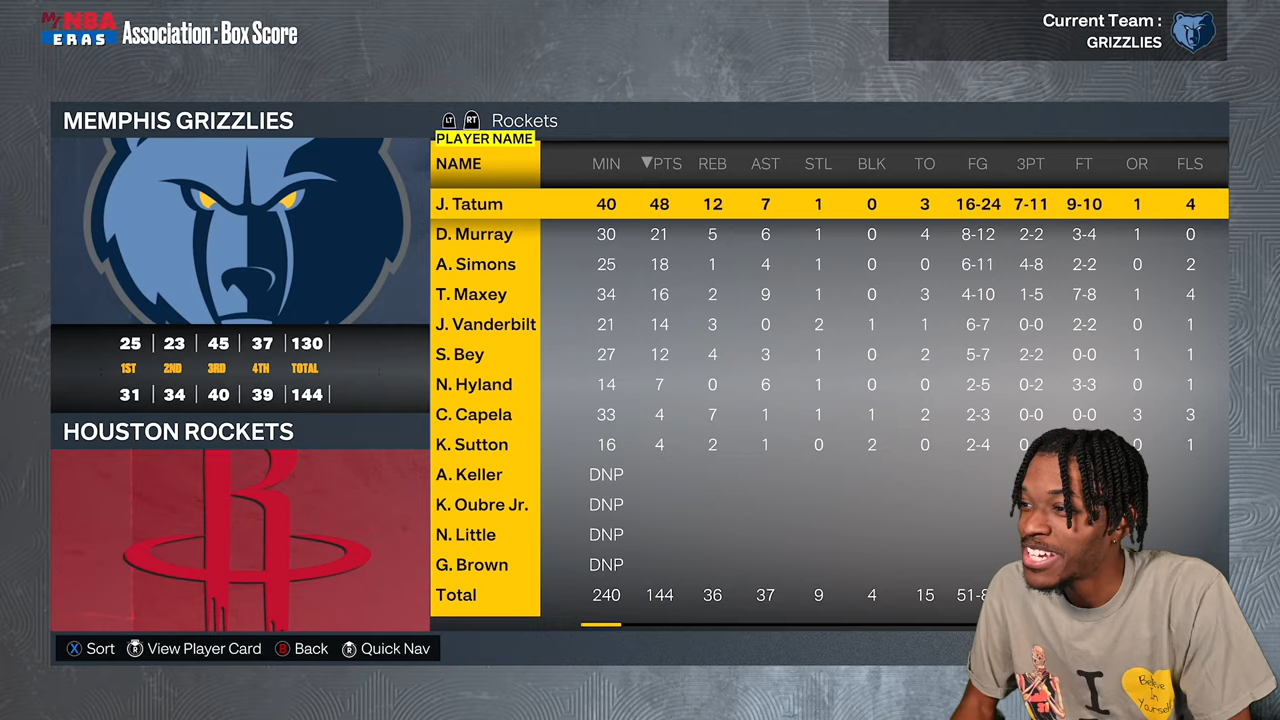 MyNBA
ERAS
Association : Box Score
Current Team :
GRIZZLIES
MEMPHIS GRIZZLIES
25 23 45 37 130
1ST 2ND 3RD 4TH TOTAL
31 34 40 39 144
HOUSTON ROCKETS
LT RT Rockets
PLAYER NAME
NAME MIN ▼PTS REB AST STL BLK TO FG 3PT FT OR FLS
J. Tatum 40 48 12 7 1 0 3 16-24 7-11 9-10 1 4
D. Murray 30 21 5 6 1 0 4 8-12 2-2 3-4 1 0
A. Simons 25 18 1 4 1 0 0 6-11 4-8 2-2 0 2
T. Maxey 34 16 2 9 1 0 3 4-10 1-5 7-8 1 4
J. Vanderbilt 21 14 3 0 2 1 1 6-7 0-0 2-2 0 1
S. Bey 27 12 4 3 1 0 2 5-7 2-2 0-0 1 1
N. Hyland 14 7 0 6 1 0 0 2-5 0-2 3-3 0 1
C. Capela 33 4 7 1 1 1 2 2-3 0-0 0-0 3 3
K. Sutton 16 4 2 1 0 2 0 2-4 0 1
A. Keller DNP
K. Oubre Jr. DNP
N. Little DNP
G. Brown DNP
Total 240 144 36 37 9 4 15
X Sort R View Player Card B Back R Quick Nav
I
Believe
in
Yourself